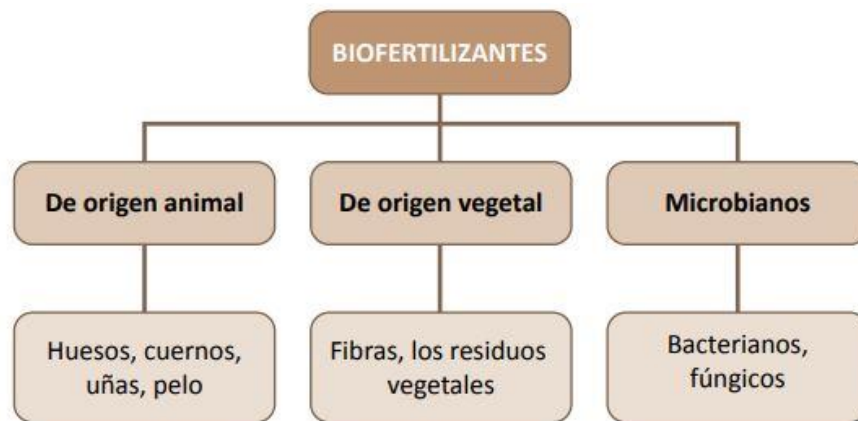 BIOFERTILIZANTES
De origen animal
De origen vegetal
Microbianos
Huesos, cuernos,
uñas, pelo
Fibras, los residuos
vegetales
Bacterianos,
fúngicos